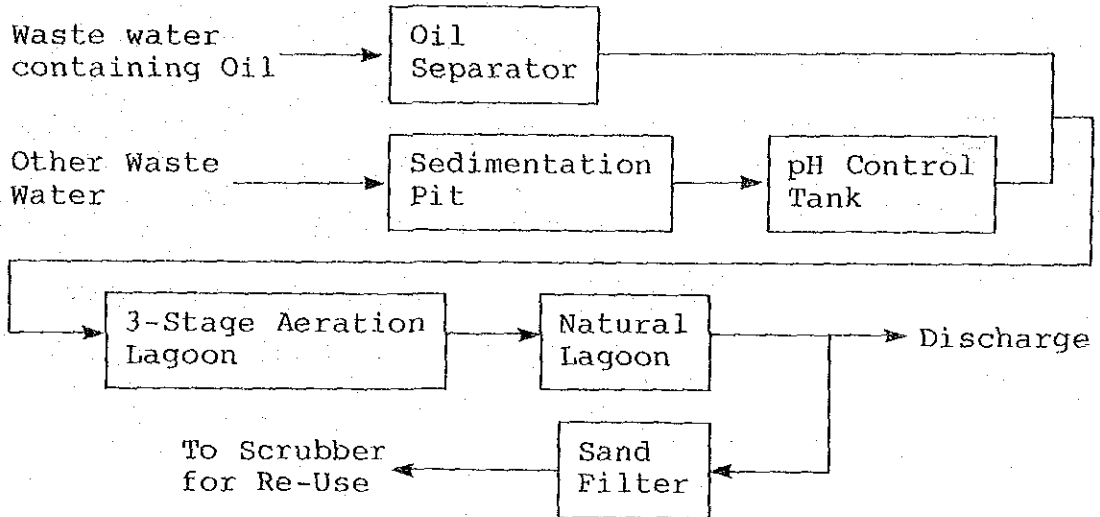 Waste water
containing Oil
Oil
Separator
Other Waste
Water
Sedimentation
Pit
pH Control
Tank
3-Stage Aeration
Lagoon
Natural
Lagoon
Discharge
To Scrubber
for Re-Use
Sand
Filter